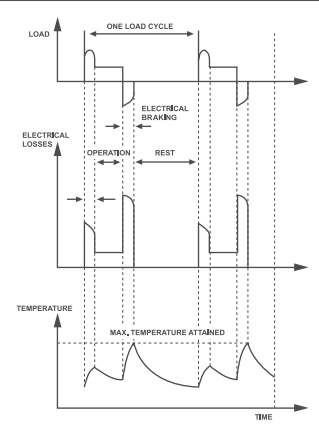 ONE LOAD CYCLE
LOAD
ELECTRICAL
BRAKING
ELECTRICAL
LOSSES
OPERATION
REST
TEMPERATURE
MAX. TEMPERATURE ATTAINED
TIME